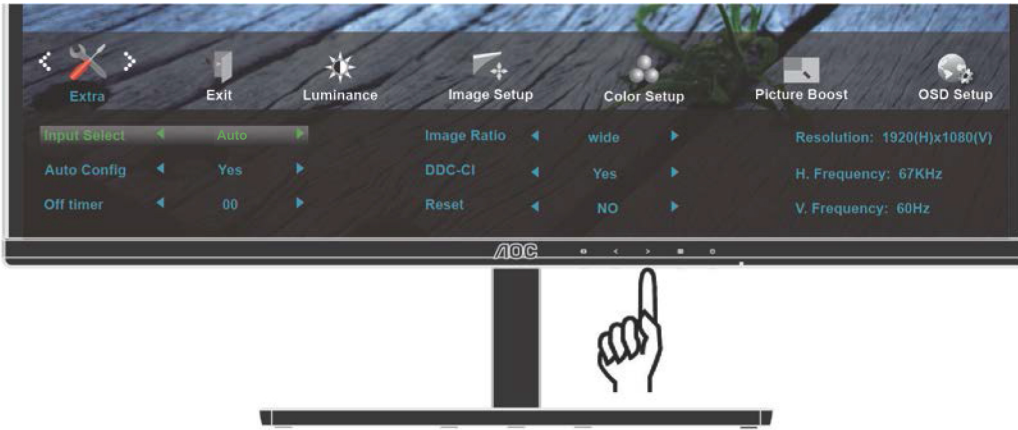 Extra Exit Luminance Image Setup Color Setup Picture Boost OSD Setup
Input Select Auto Image Ratio wide Resolution: 1920(H)x1080(V)
Auto Config Yes DDC-CI Yes H. Frequency: 67KHz
Off timer 00 Reset NO V. Frequency: 60Hz
AOC